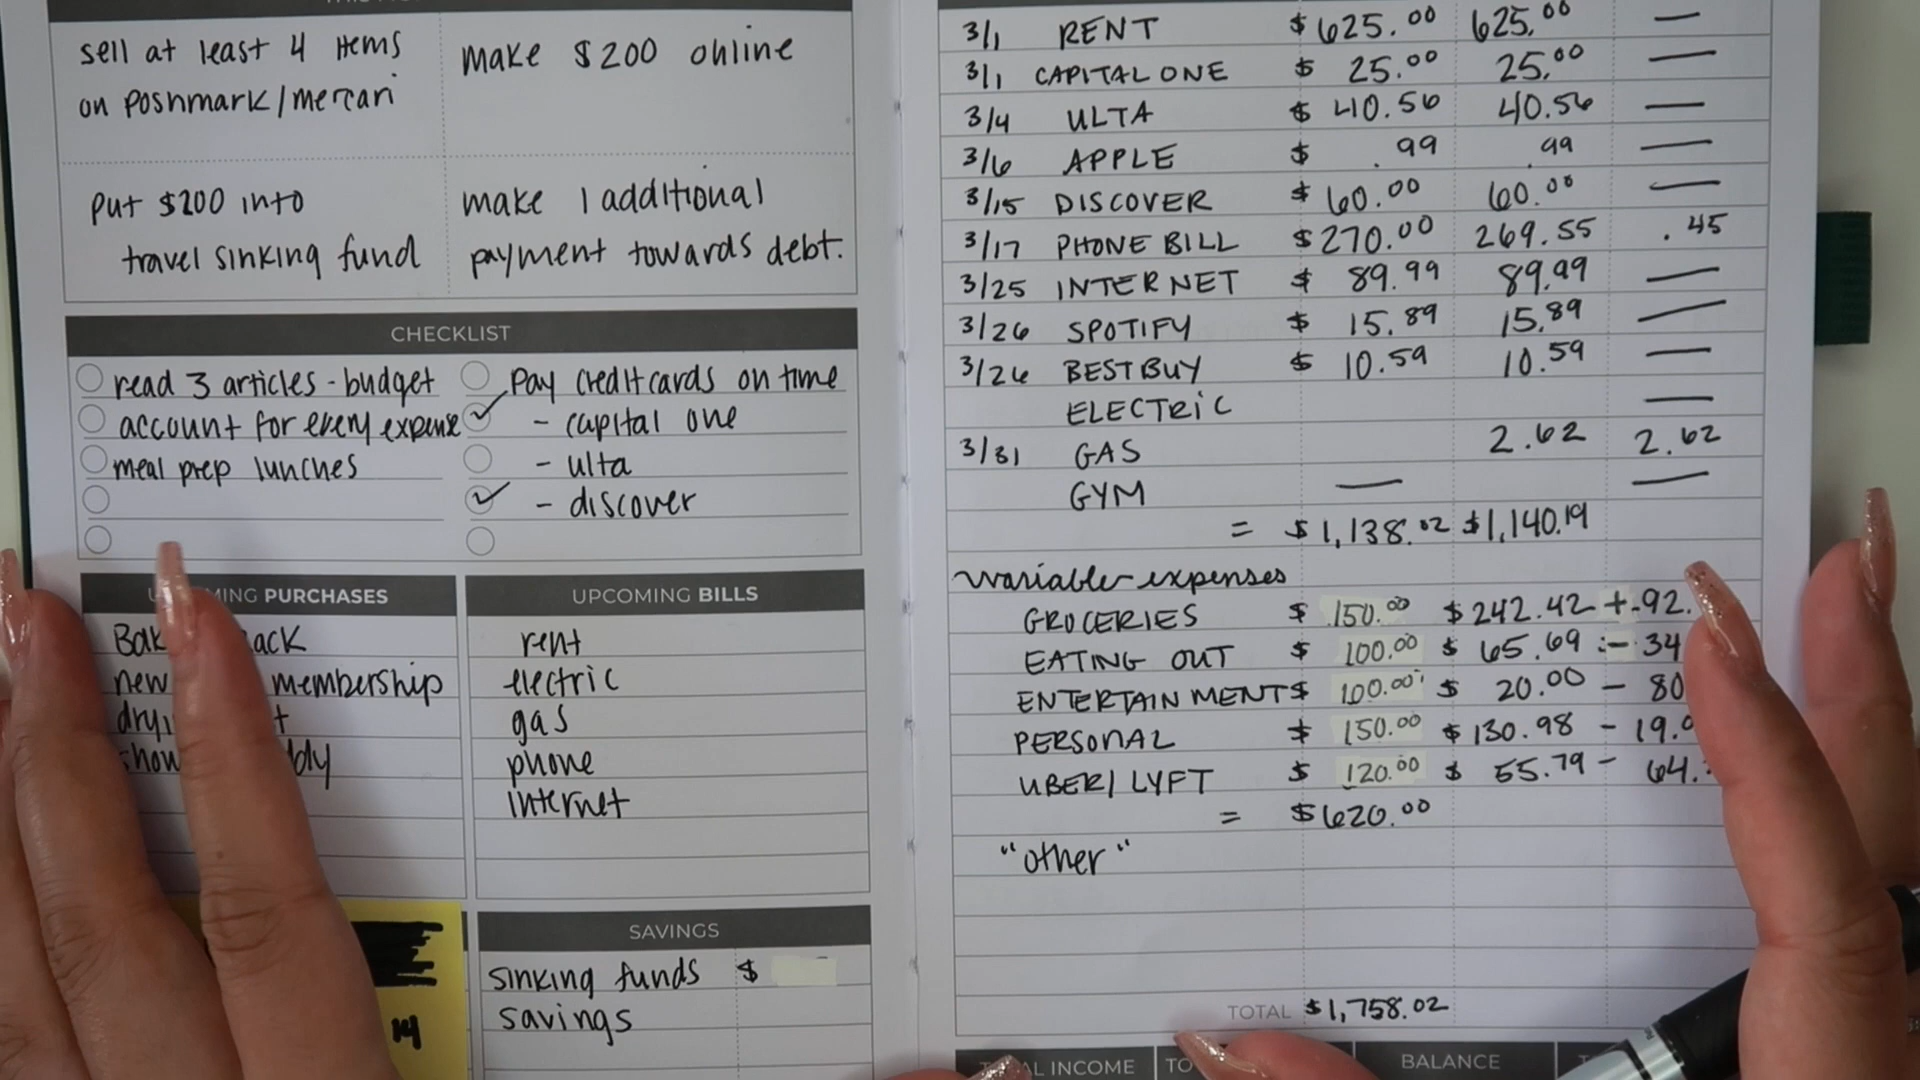 sell at least 4 items
on poshmark/mercari
make $200 online
put $200 into
travel sinking fund
make 1 additional
payment towards debt.
CHECKLIST
read 3 articles - budget
account for every expense
meal prep lunches
pay credit cards on time
- capital one
- ulta
- discover
PURCHASES
membership
UPCOMING BILLS
rent
electric
gas
phone
internet
SAVINGS
sinking funds $
savings
14
3/1 RENT $625.00 625.00 —
3/1 CAPITAL ONE $ 25.00 25.00 —
3/4 ULTA $ 40.56 40.56 —
3/6 APPLE $ .99 .99 —
3/15 DISCOVER $ 60.00 60.00 —
3/17 PHONE BILL $270.00 269.55 .45
3/25 INTERNET $ 89.99 89.99 —
3/26 SPOTIFY $ 15.89 15.89 —
3/26 BEST BUY $ 10.59 10.59 —
ELECTRIC —
3/31 GAS 2.62 2.62
GYM — —
= $1,138.02 $1,140.19
variable expenses
GROCERIES $ 150.00 $242.42 + 92.
EATING OUT $ 100.00 $ 65.69 - 34
ENTERTAINMENT $ 100.00 $ 20.00 - 80
PERSONAL $ 150.00 $130.98 - 19.0
UBER/LYFT $ 120.00 $ 55.79 - 64.
= $620.00
"other"
TOTAL $1,758.02
INCOME
BALANCE